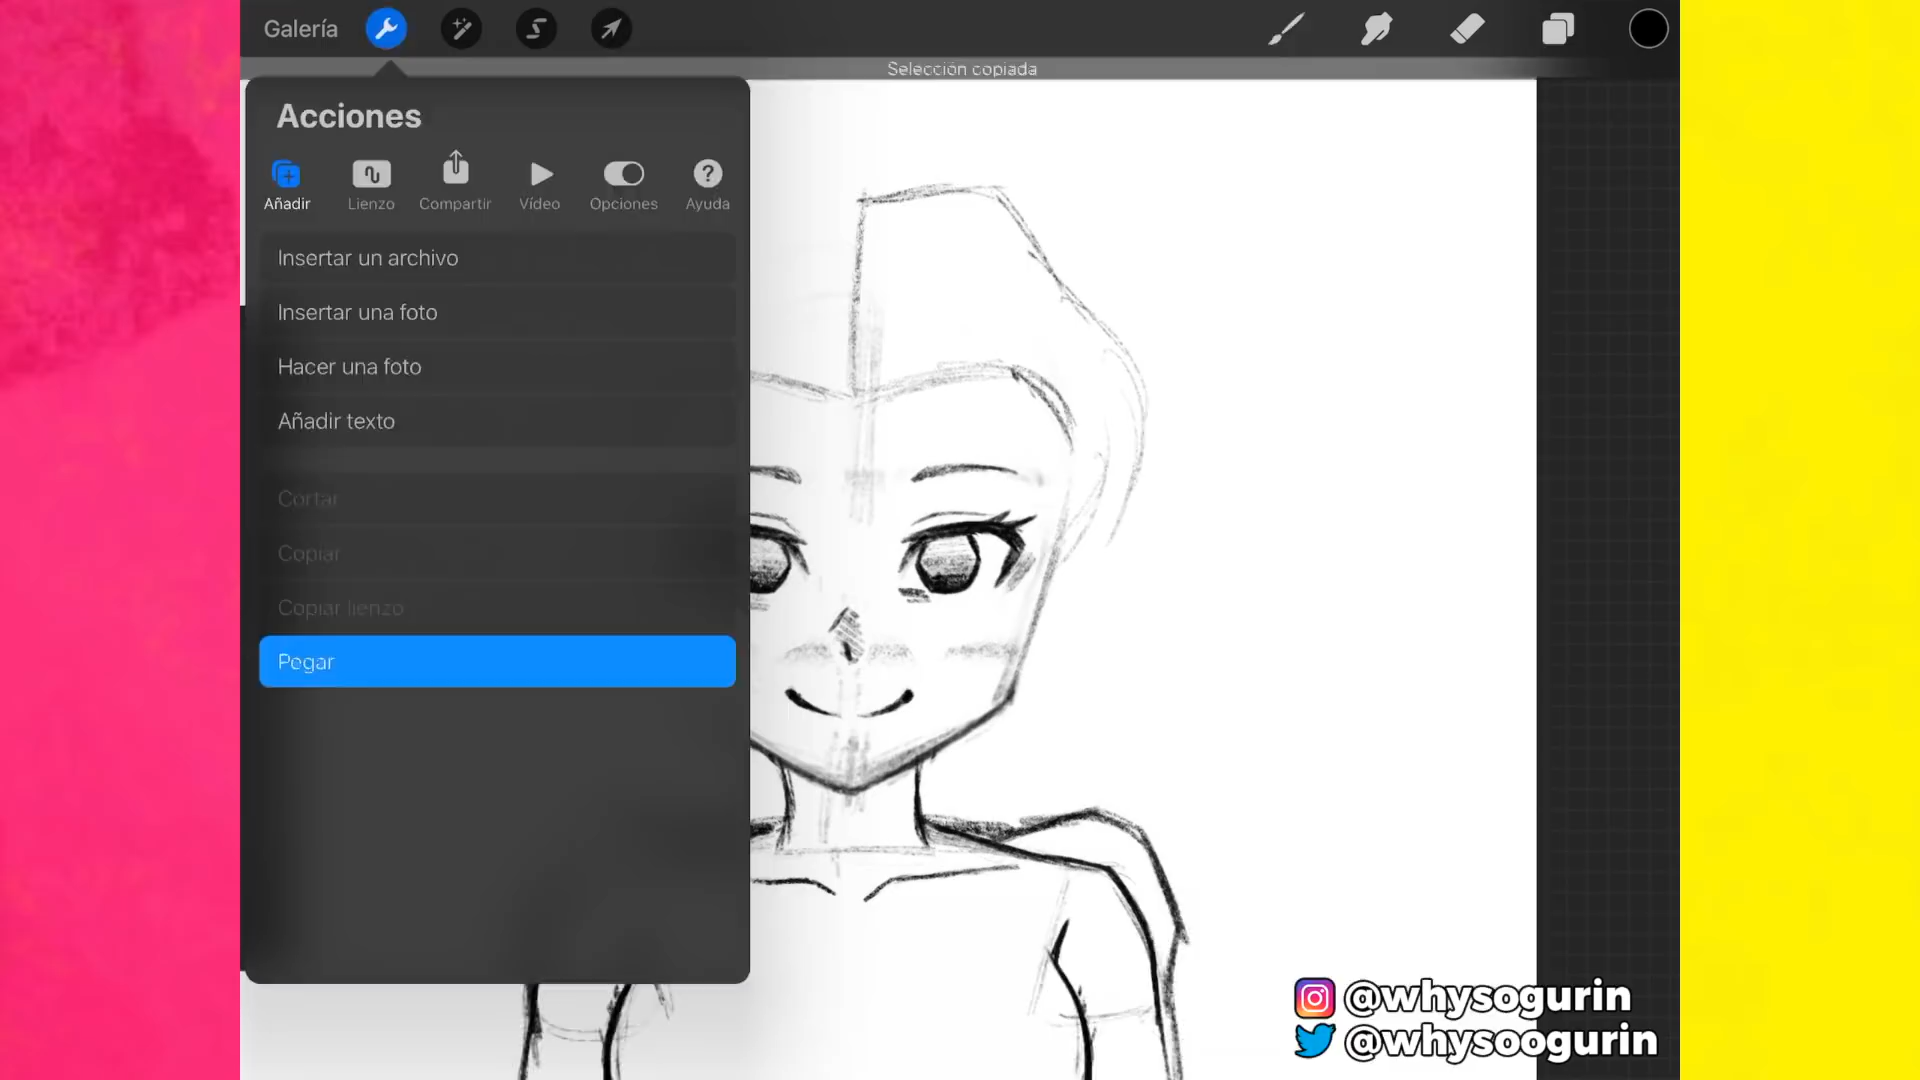 Galería
Selección copiada
Acciones
Añadir Lienzo Compartir Vídeo Opciones Ayuda
Insertar un archivo
Insertar una foto
Hacer una foto
Añadir texto
Cortar
Copiar
Copiar lienzo
Pegar
@whysogurin
@whysoogurin